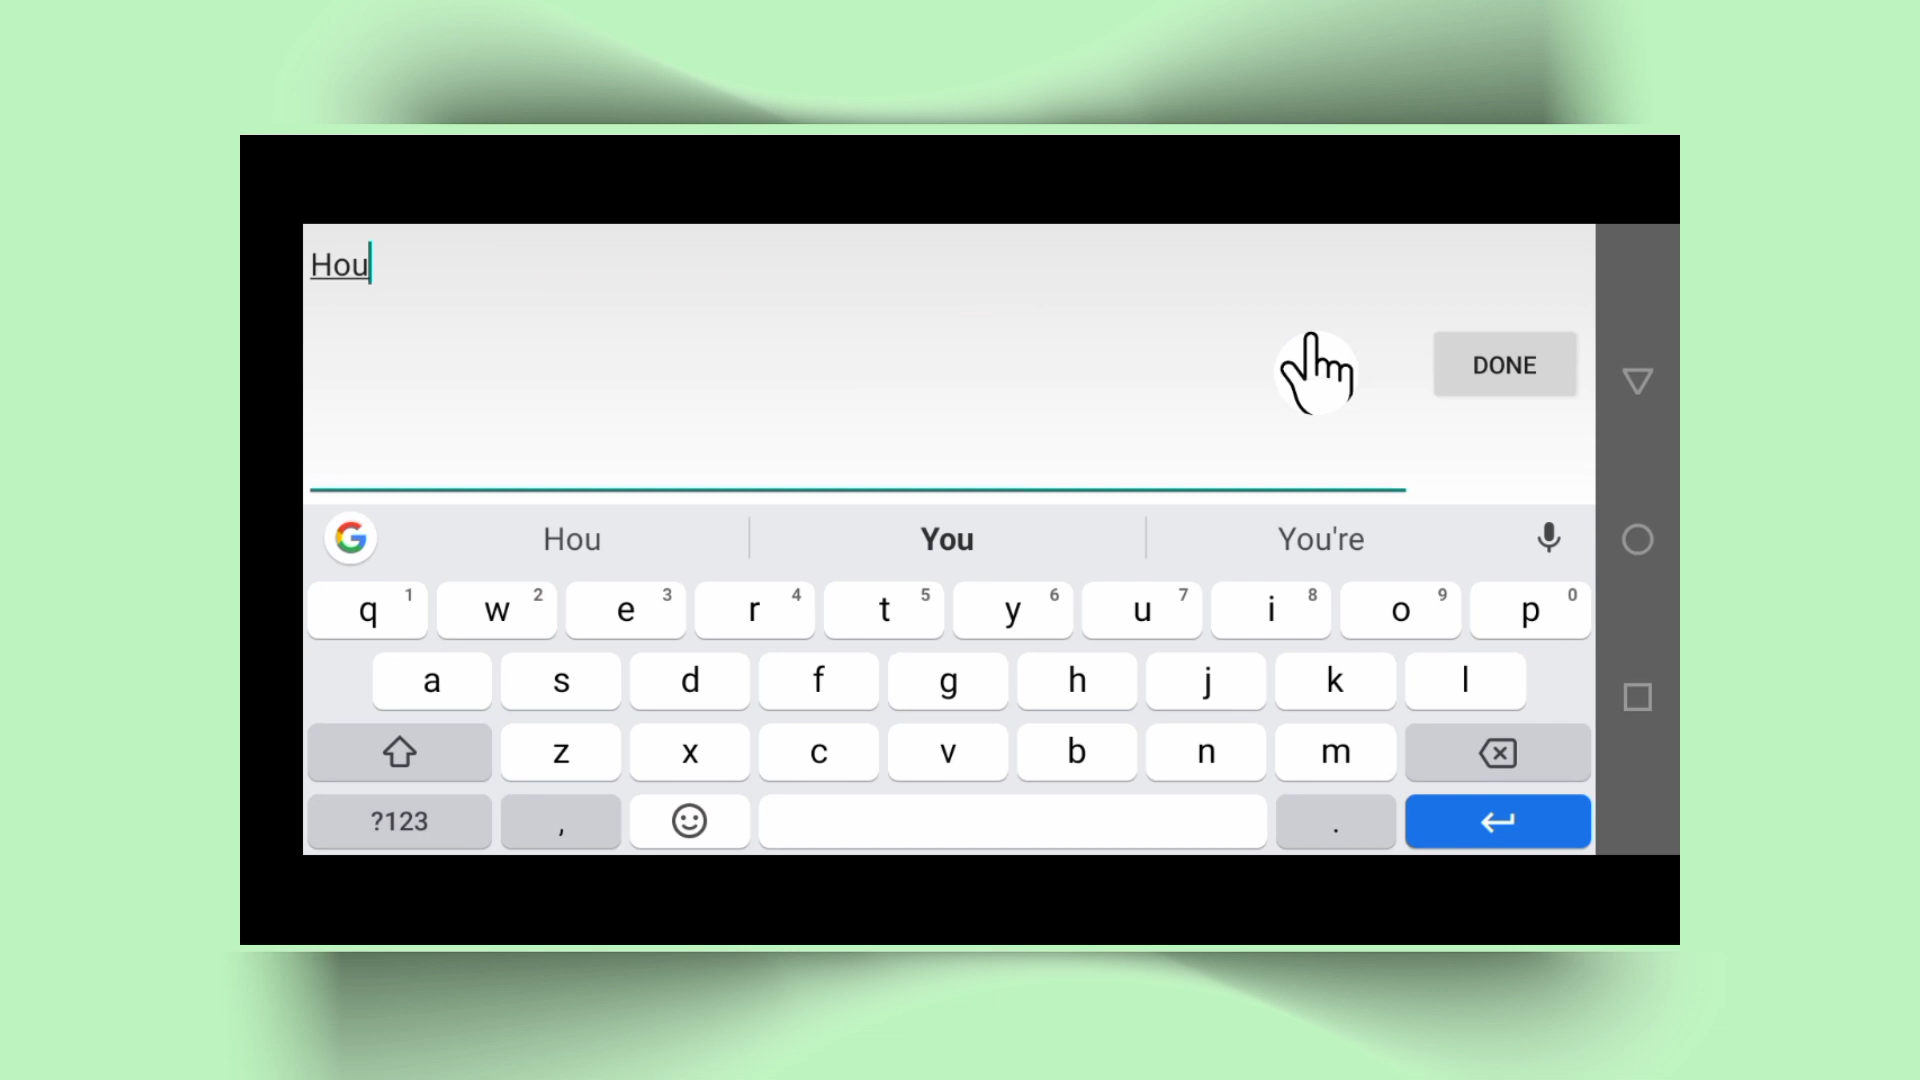 Hou
DONE
Hou You You're
q 1 w 2 e 3 r 4 t 5 y 6 u 7 i 8 o 9 p 0
a s d f g h j k l
z x c v b n m
?123 , .